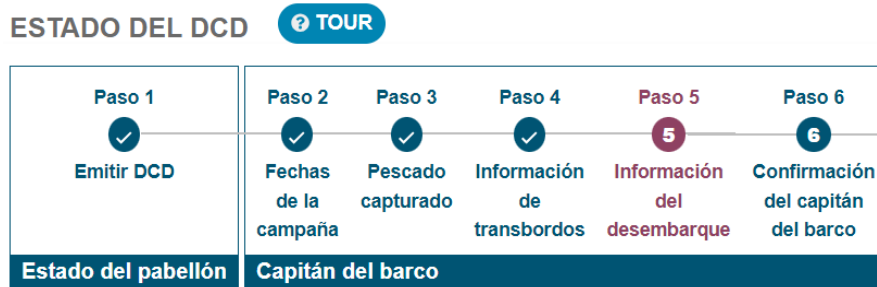 ESTADO DEL DCD
? TOUR
Paso 1
Emitir DCD
Estado del pabellón
Paso 2
Fechas
de la
campaña
Paso 3
Pescado
capturado
Paso 4
Información
de
transbordos
Paso 5
5
Información
del
desembarque
Paso 6
6
Confirmación
del capitán
del barco
Capitán del barco